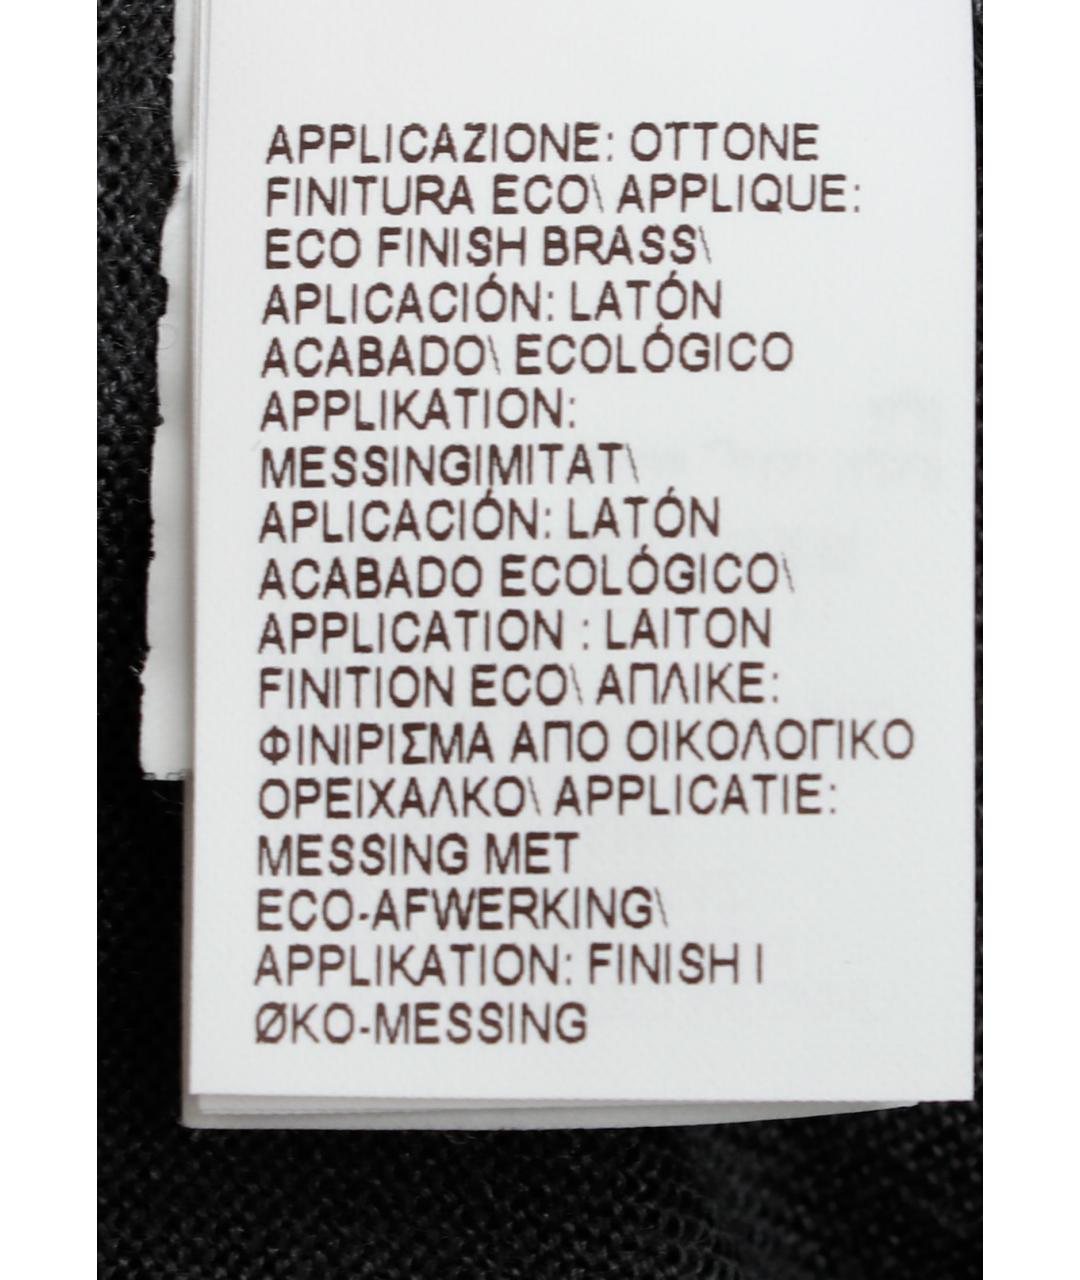 APPLICAZIONE: OTTONE
FINITURA ECO\ APPLIQUE:
ECO FINISH BRASS\
APLICACIÓN: LATÓN
ACABADO\ ECOLÓGICO
APPLIKATION:
MESSINGIMITAT\
APLICACIÓN: LATÓN
ACABADO ECOLÓGICO\
APPLICATION : LAITON
FINITION ECO\ ΑΠΛΙΚΕ:
ΦΙΝΙΡΙΣΜΑ ΑΠΟ ΟΙΚΟΛΟΓΙΚΟ
ΟΡΕΙΧΑΛΚΟ\ APPLICATIE:
MESSING MET
ECO-AFWERKING\
APPLIKATION: FINISH I
ØKO-MESSING